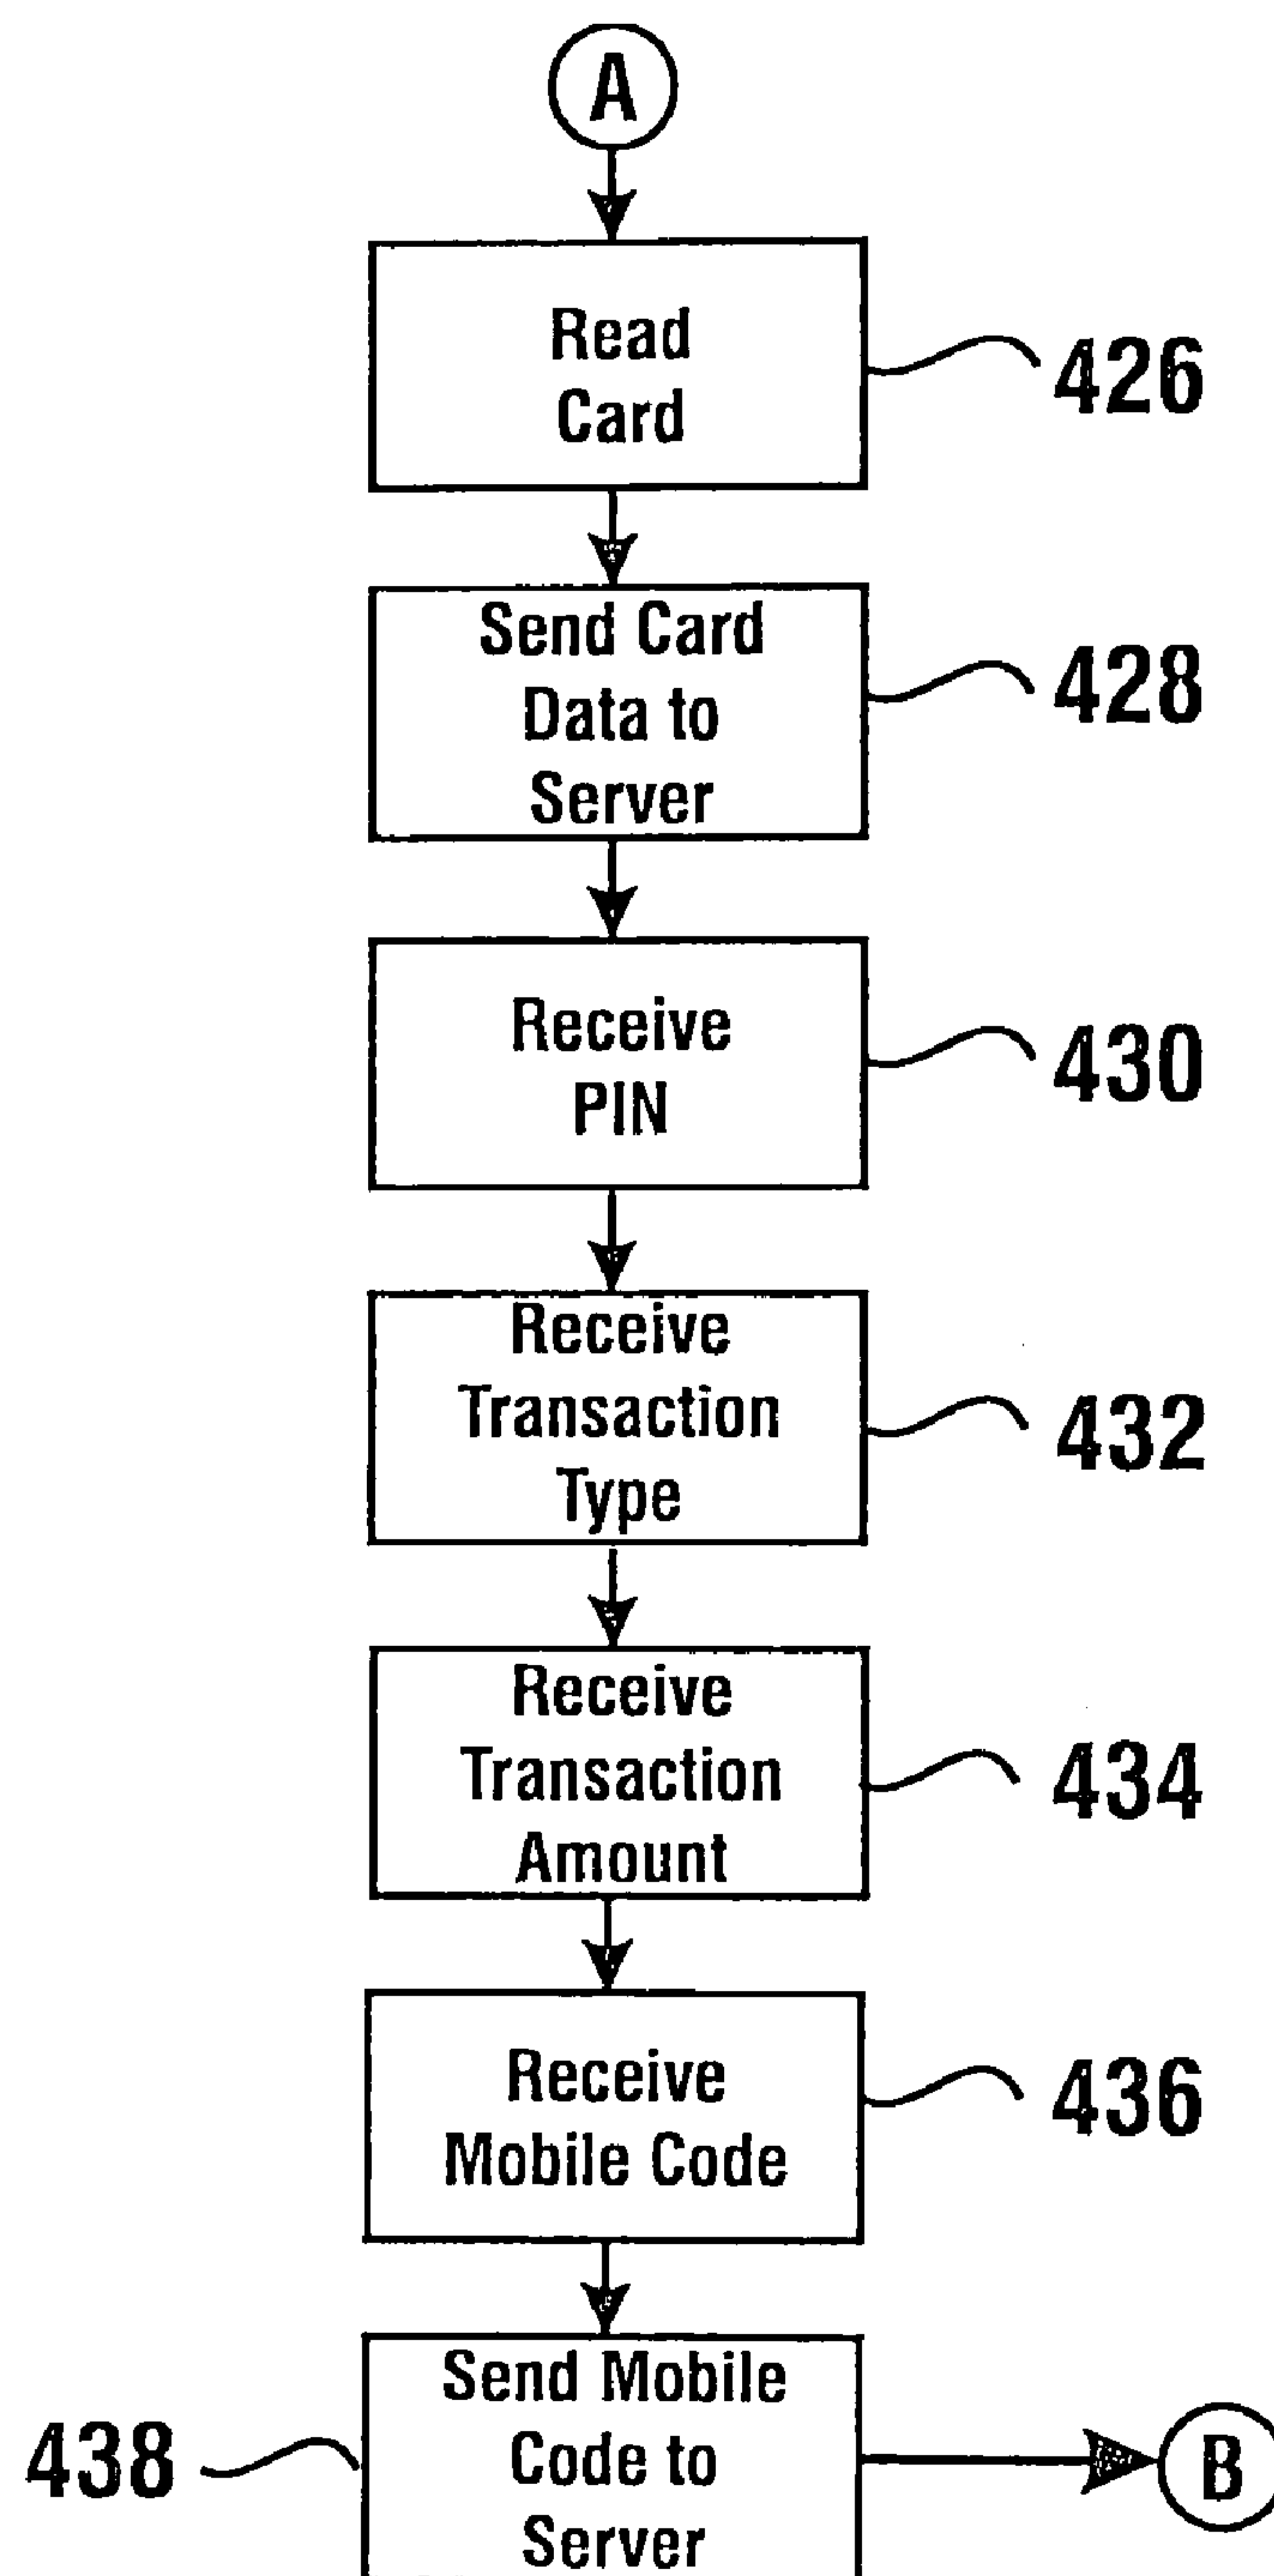 A
Read
Card
426
Send Card
Data to
Server
428
Receive
PIN
430
Receive
Transaction
Type
432
Receive
Transaction
Amount
434
Receive
Mobile Code
436
Send Mobile
Code to
Server
438
B